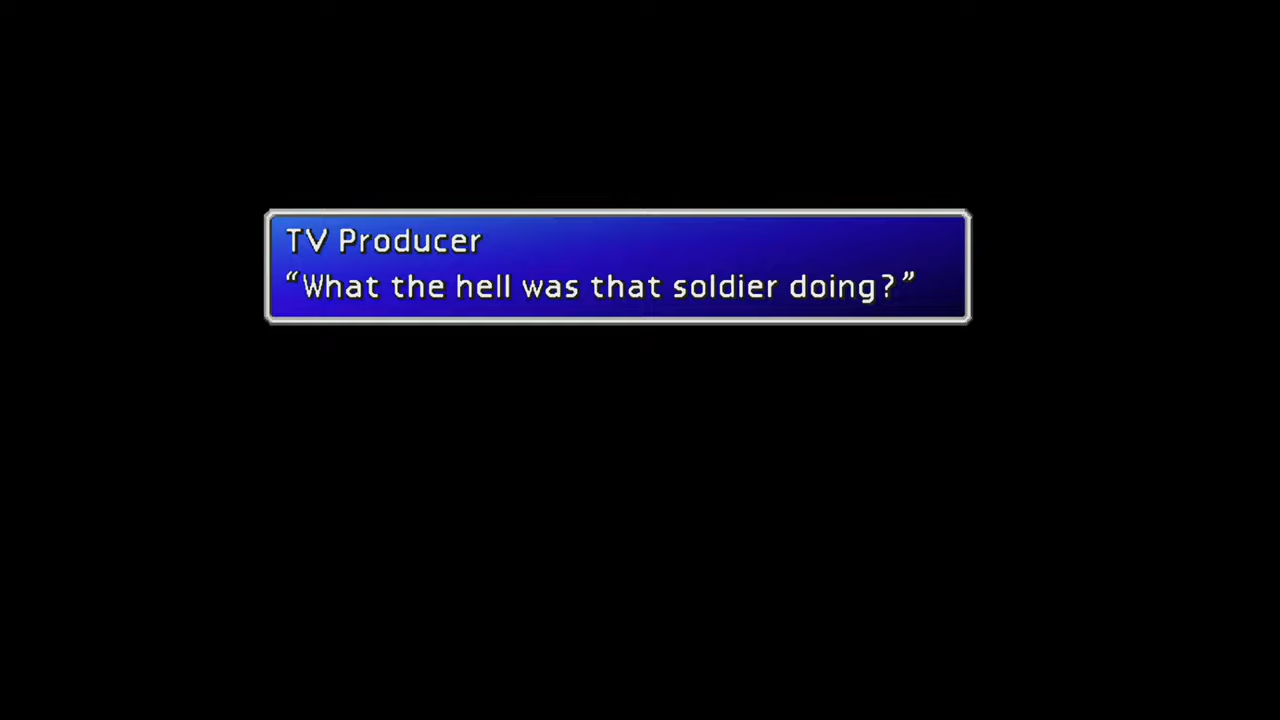 TV Producer
“What the hell was that soldier doing?”